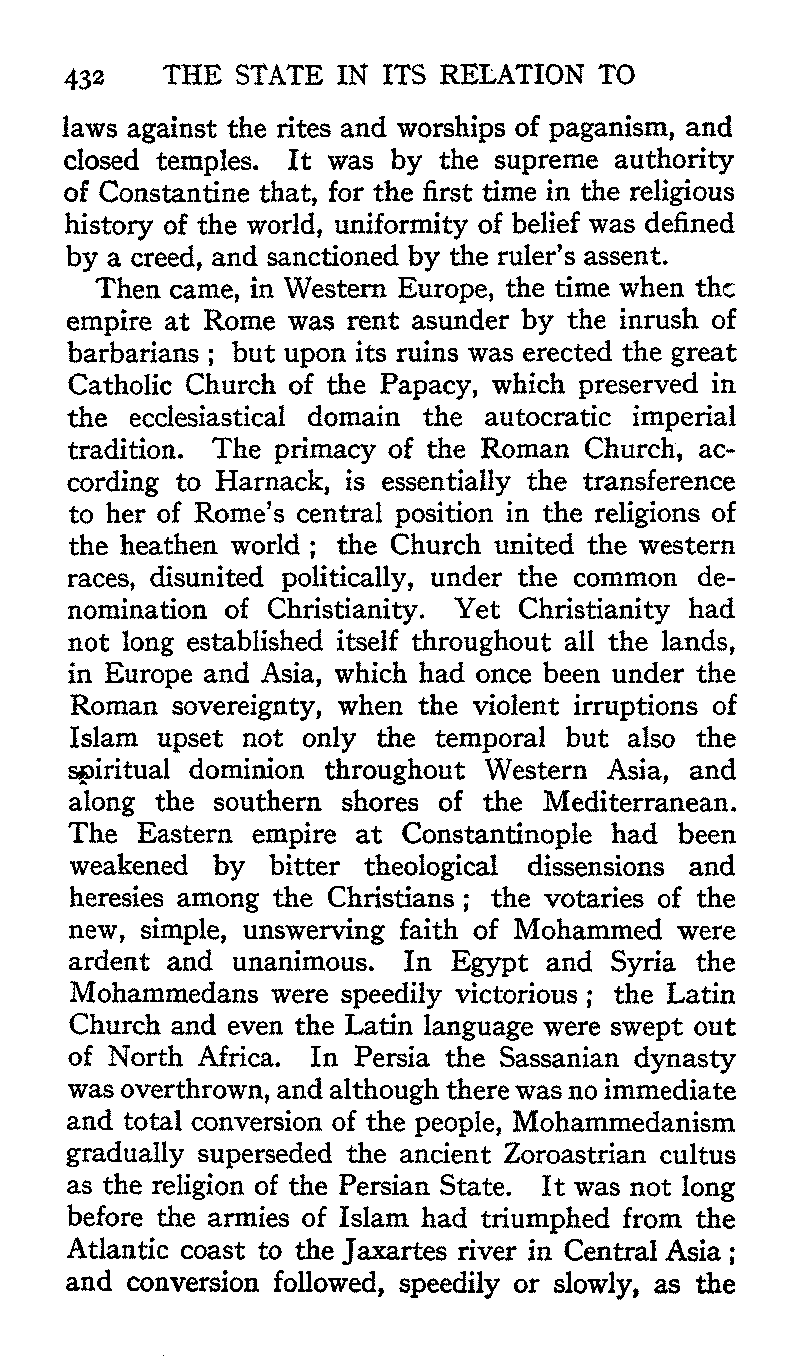 432 THE STATE IN ITS RELATION TO
laws against the rites and worships of paganism, and
closed temples. It was by the supreme authority
of Constantine that, for the first time in the religious
history of the world, uniformity of belief was defined
by a creed, and sanctioned by the ruler's assent.
Then came, in Western Europe, the time when the
empire at Rome was rent asunder by the inrush of
barbarians ; but upon its ruins was erected the great
Catholic Church of the Papacy, which preserved in
the ecclesiastical domain the autocratic imperial
tradition. The primacy of the Roman Church, ac-
cording to Harnack, is essentially the transference
to her of Rome's central position in the religions of
the heathen world ; the Church united the western
races, disunited politically, under the common de-
nomination of Christianity. Yet Christianity had
not long established itself throughout all the lands,
in Europe and Asia, which had once been under the
Roman sovereignty, when the violent irruptions of
Islam upset not only the temporal but also the
spiritual dominion throughout Western Asia, and
along the southern shores of the Mediterranean.
The Eastern empire at Constantinople had been
weakened by bitter theological dissensions and
heresies among the Christians ; the votaries of the
new, simple, unswerving faith of Mohammed were
ardent and unanimous. In Egypt and Syria the
Mohammedans were speedily victorious ; the Latin
Church and even the Latin language were swept out
of North Africa. In Persia the Sassanian dynasty
was overthrown, and although there was no immediate
and total conversion of the people, Mohammedanism
gradually superseded the ancient Zoroastrian cultus
as the religion of the Persian State. It was not long
before the armies of Islam had triumphed from the
Atlantic coast to the Jaxartes river in Central Asia ;
and conversion followed, speedily or slowly, as the